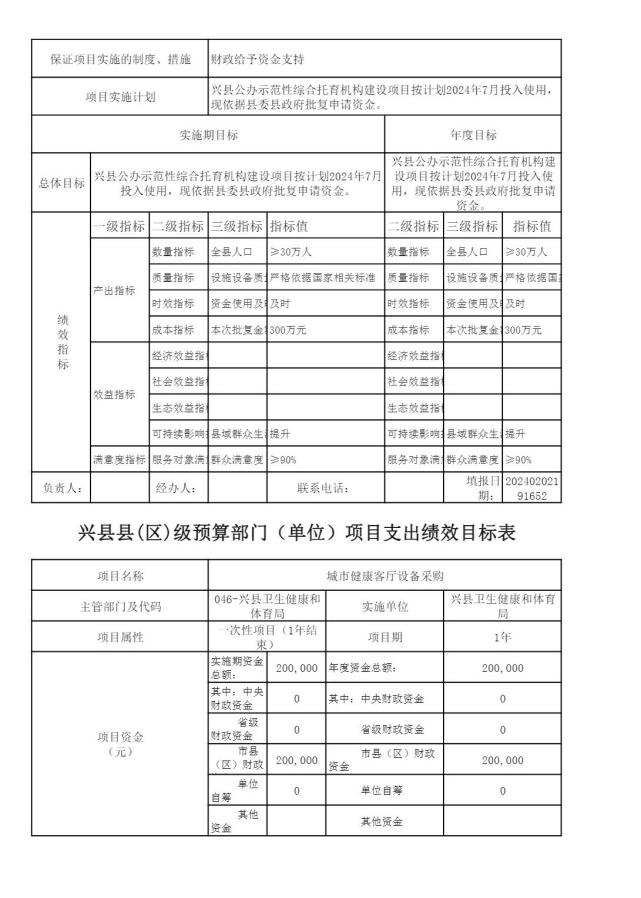 保证项目实施的制度、措施 财政给予资金支持
项目实施计划 兴县公办示范性综合托育机构建设项目按计划2024年7月投入使用，
现依据县委县政府批复申请资金。
实施期目标 年度目标
总体目标
兴县公办示范性综合托育机构建设项目按计划2024年7月
投入使用，现依据县委县政府批复申请资金。
兴县公办示范性综合托育机构建
设项目按计划2024年7月投入使
用，现依据县委县政府批复申请
资金。
绩
效
指
标
一级指标 二级指标 三级指标 指标值 二级指标 三级指标 指标值
产出指标
数量指标 全县人口 ≥30万人 数量指标 全县人口 ≥30万人
质量指标 设施设备质 严格依据国家相关标准 质量指标 设施设备质 严格依据国
时效指标 资金使用及 及时 时效指标 资金使用及 及时
成本指标 本次批复金 300万元 成本指标 本次批复金 300万元
效益指标
经济效益指 经济效益指
社会效益指 社会效益指
生态效益指 生态效益指
可持续影响 县域群众生 提升 可持续影响 县域群众生 提升
满意度指标 服务对象满 群众满意度 ≥90% 服务对象满 群众满意度 ≥90%
负责人： 经办人： 联系电话： 填报日
期：
202402021
91652
兴县县(区)级预算部门（单位）项目支出绩效目标表
项目名称 城市健康客厅设备采购
主管部门及代码 046-兴县卫生健康和
体育局
实施单位 兴县卫生健康和体育
局
项目属性 一次性项目（1年结
束）
项目期 1年
项目资金
（元）
实施期资金
总额： 200,000 年度资金总额： 200,000
其中：中央
财政资金 0 其中：中央财政资金 0
省级
财政资金 0 省级财政资金 0
市县
（区）财政 200,000 市县（区）财政
资金 200,000
单位
自筹 0 单位自筹 0
其他
资金 其他资金